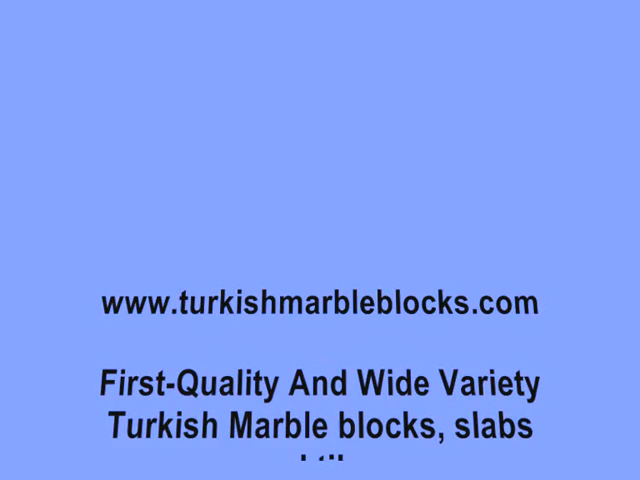 www.turkishmarbleblocks.com
First-Quality And Wide Variety
Turkish Marble blocks, slabs